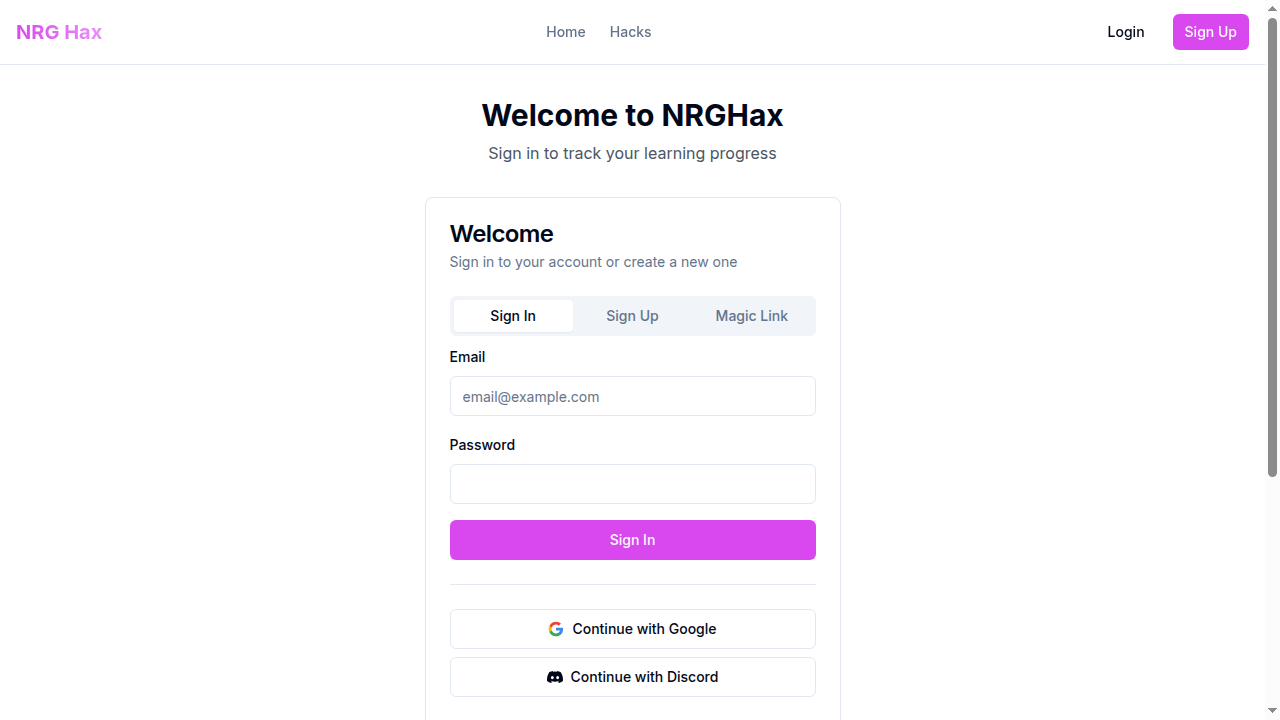 NRG Hax
Home
Hacks
Login
Sign Up
Welcome to NRGHax
Sign in to track your learning progress
Welcome
Sign in to your account or create a new one
Sign In
Sign Up
Magic Link
Email
email@example.com
Password
Sign In
Continue with Google
Continue with Discord